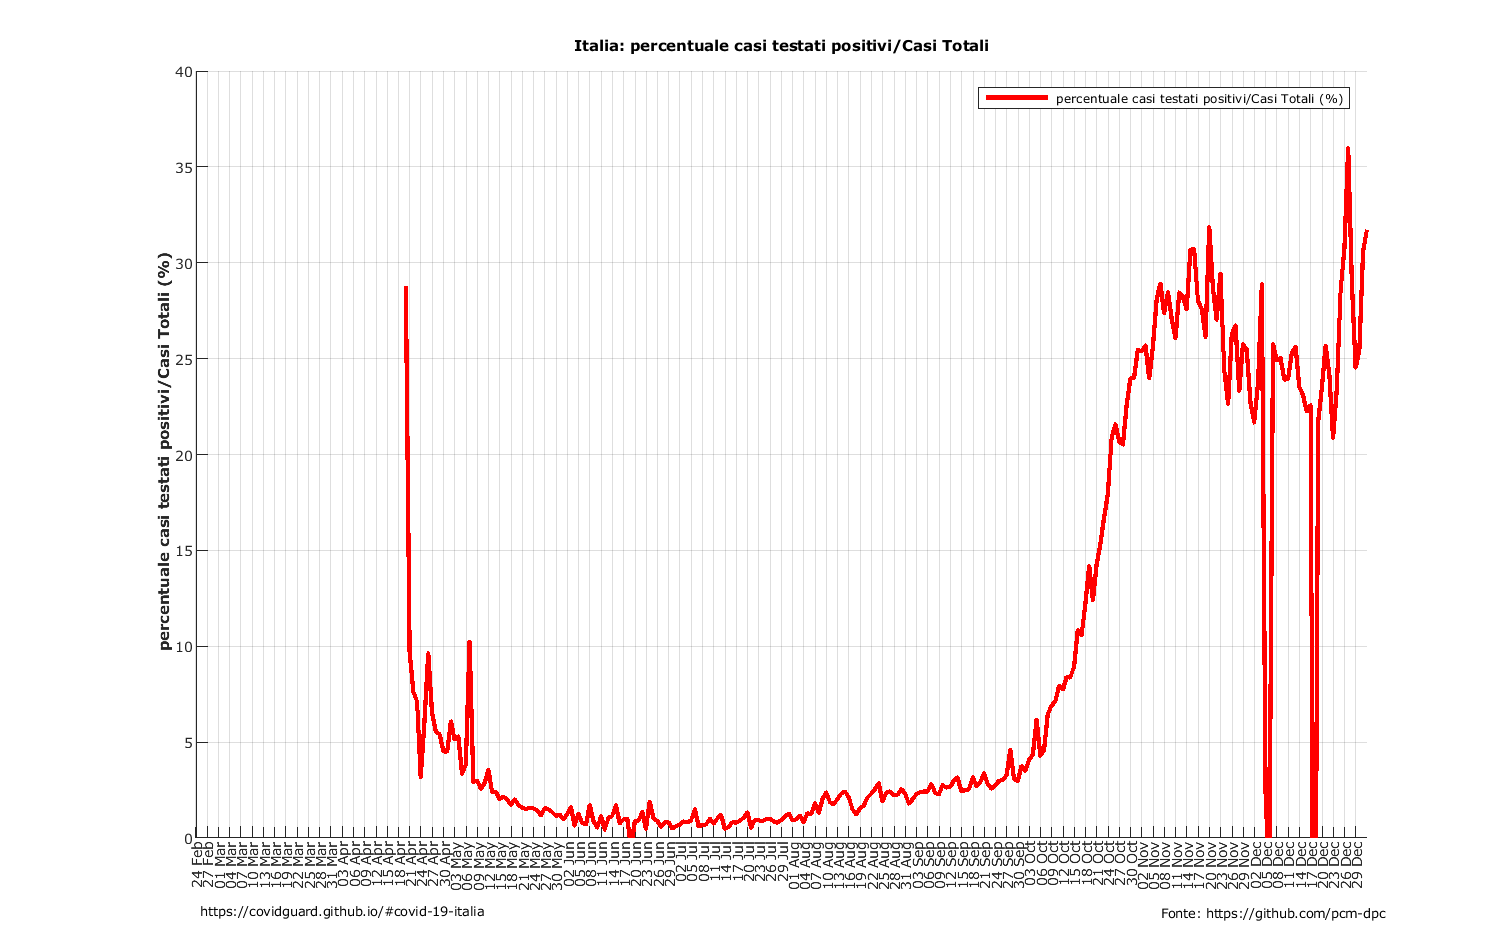 Italia: percentuale casi testati positivi/Casi Totali
percentuale casi testati positivi/Casi Totali (%)
percentuale casi testati positivi/Casi Totali (%)
40
35
30
25
20
15
10
5
0
24 Feb
27 Feb
01 Mar
04 Mar
07 Mar
10 Mar
13 Mar
16 Mar
19 Mar
22 Mar
25 Mar
28 Mar
31 Mar
03 Apr
06 Apr
09 Apr
12 Apr
15 Apr
18 Apr
21 Apr
24 Apr
27 Apr
30 Apr
03 May
06 May
09 May
12 May
15 May
18 May
21 May
24 May
27 May
30 May
02 Jun
05 Jun
08 Jun
11 Jun
14 Jun
17 Jun
20 Jun
23 Jun
26 Jun
29 Jun
02 Jul
05 Jul
08 Jul
11 Jul
14 Jul
17 Jul
20 Jul
23 Jul
26 Jul
29 Jul
01 Aug
04 Aug
07 Aug
10 Aug
13 Aug
16 Aug
19 Aug
22 Aug
25 Aug
28 Aug
31 Aug
03 Sep
06 Sep
09 Sep
12 Sep
15 Sep
18 Sep
21 Sep
24 Sep
27 Sep
30 Sep
03 Oct
06 Oct
09 Oct
12 Oct
15 Oct
18 Oct
21 Oct
24 Oct
27 Oct
30 Oct
02 Nov
05 Nov
08 Nov
11 Nov
14 Nov
17 Nov
20 Nov
23 Nov
26 Nov
29 Nov
02 Dec
05 Dec
08 Dec
11 Dec
14 Dec
17 Dec
20 Dec
23 Dec
26 Dec
29 Dec
https://covidguard.github.io/#covid-19-italia
Fonte: https://github.com/pcm-dpc